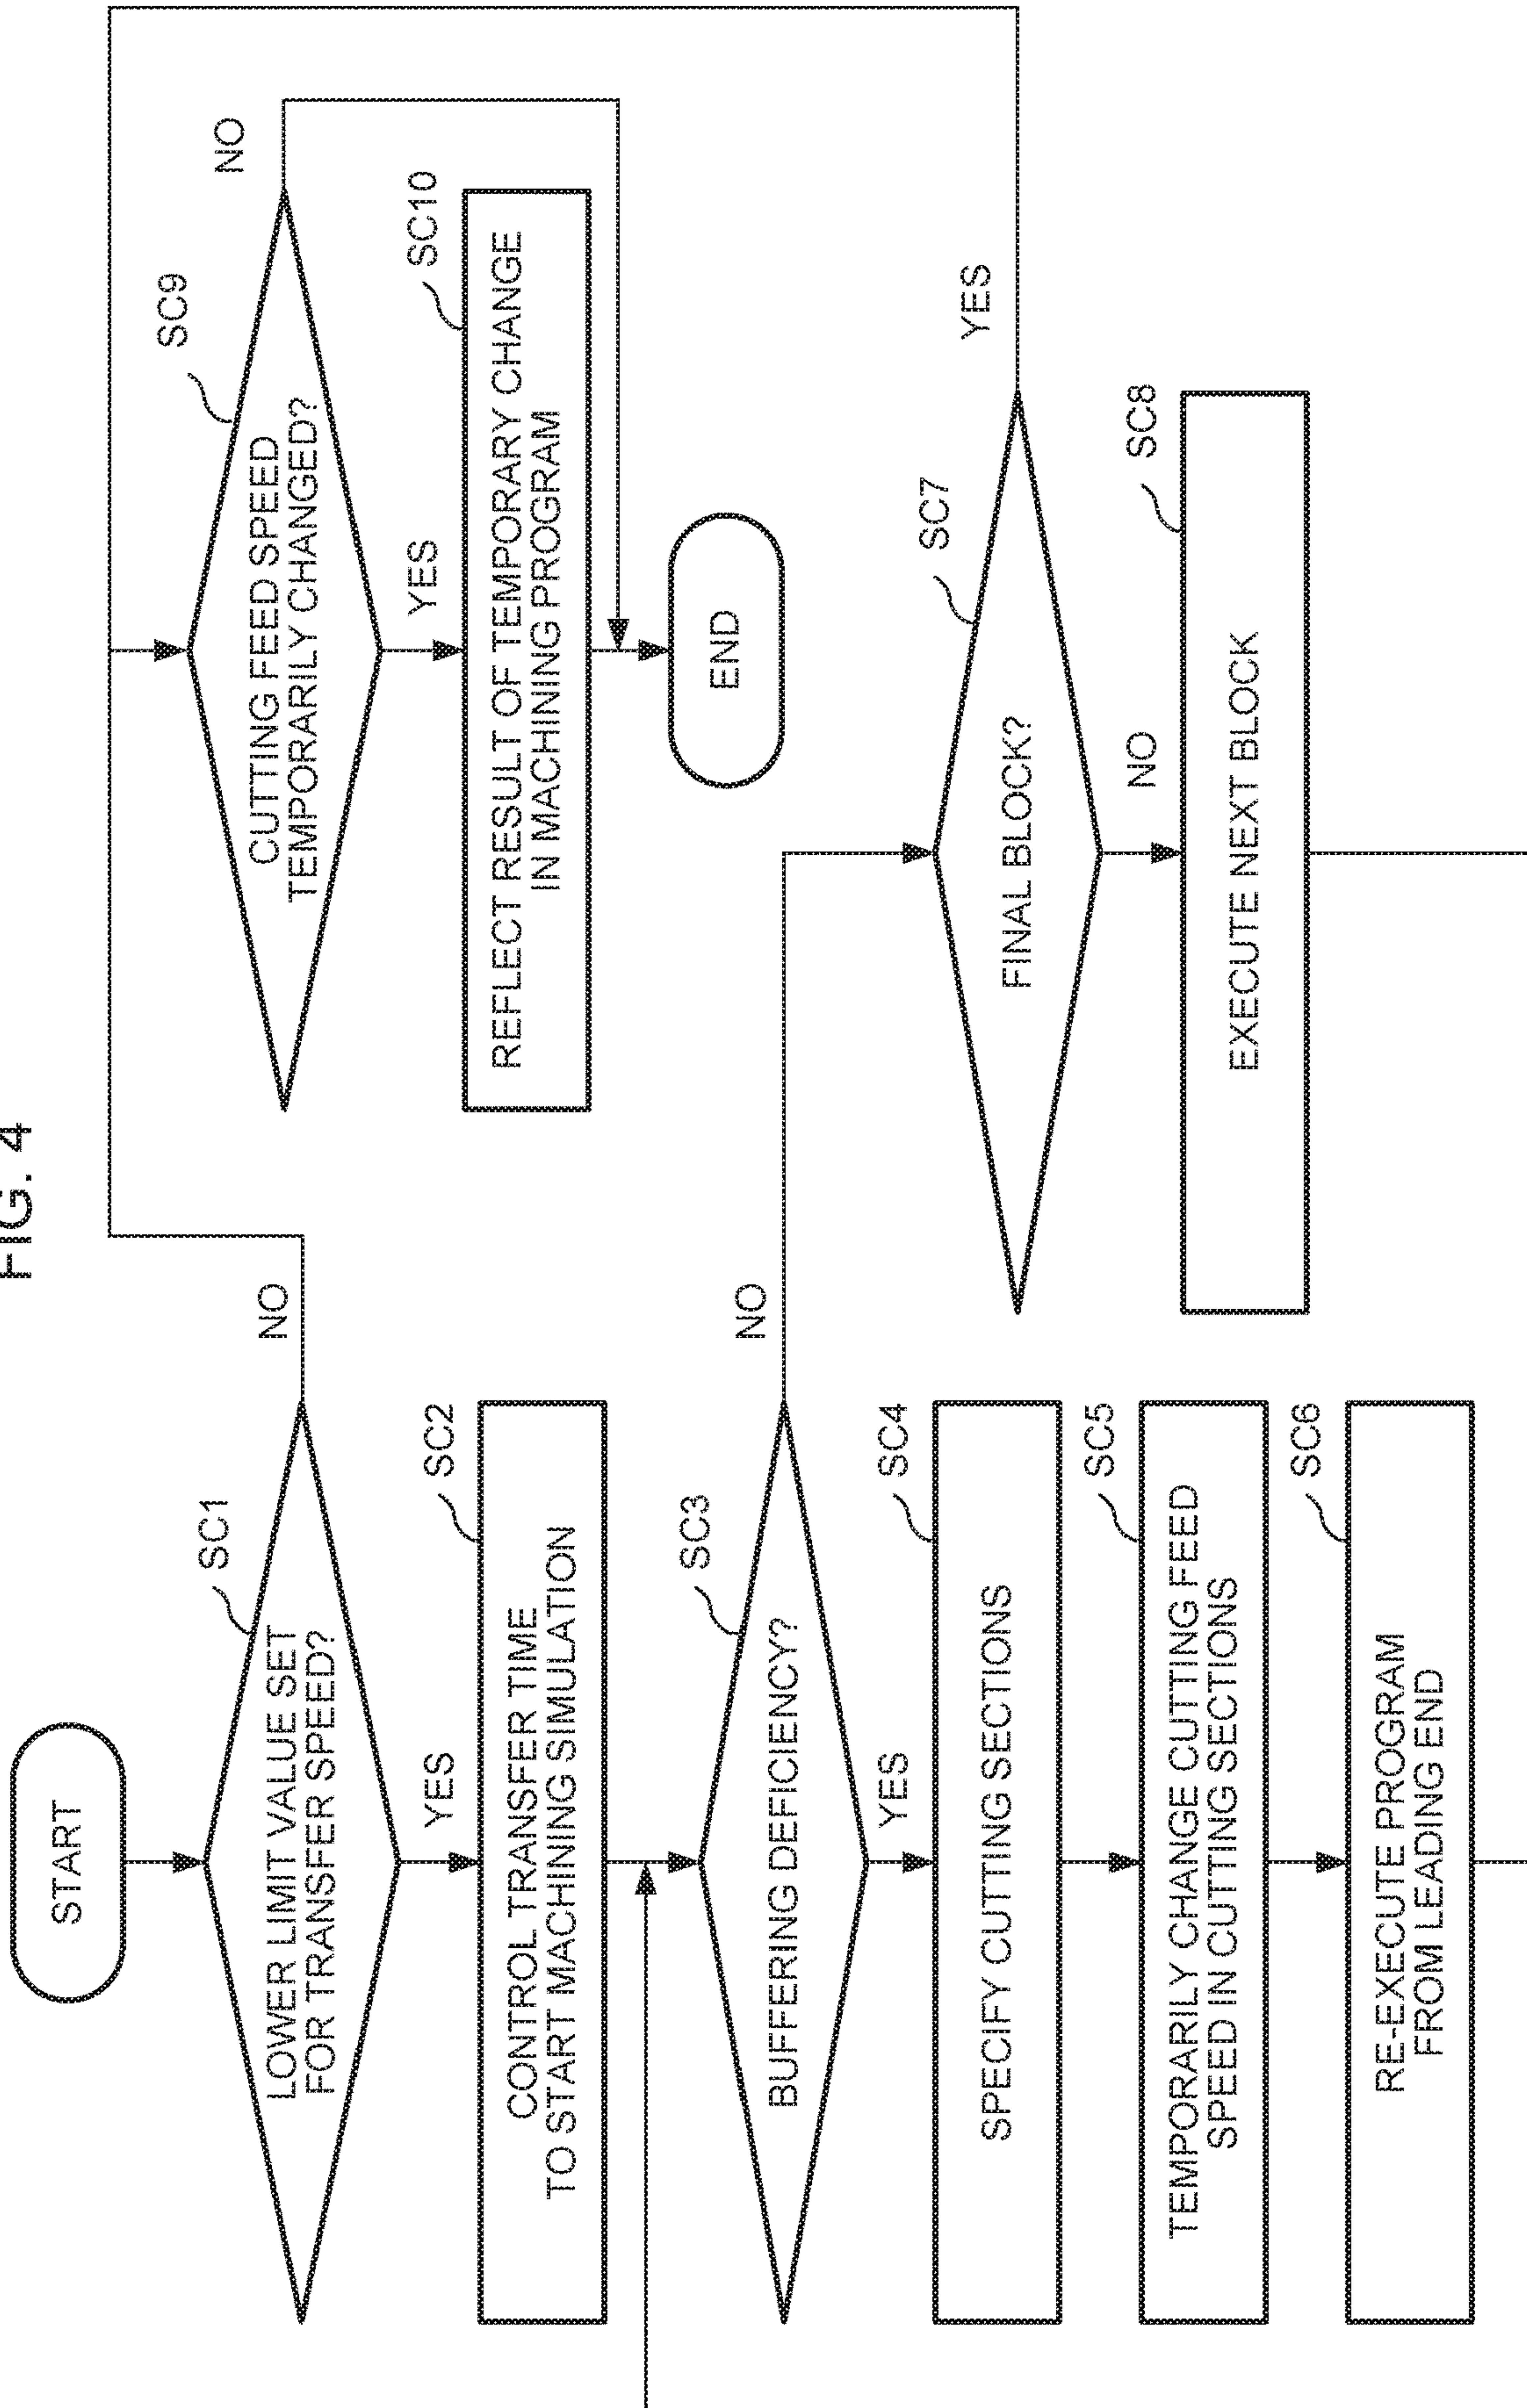 FIG. 4
START
SC1
LOWER LIMIT VALUE SET
FOR TRANSFER SPEED?
NO
YES
SC2
CONTROL TRANSFER TIME
TO START MACHINING SIMULATION
SC3
BUFFERING DEFICIENCY?
NO
YES
SC4
SPECIFY CUTTING SECTIONS
SC5
TEMPORARILY CHANGE CUTTING FEED
SPEED IN CUTTING SECTIONS
SC6
RE-EXECUTE PROGRAM
FROM LEADING END
SC9
CUTTING FEED SPEED
TEMPORARILY CHANGED?
NO
YES
SC10
REFLECT RESULT OF TEMPORARY CHANGE
IN MACHINING PROGRAM
END
SC7
FINAL BLOCK?
YES
NO
SC8
EXECUTE NEXT BLOCK